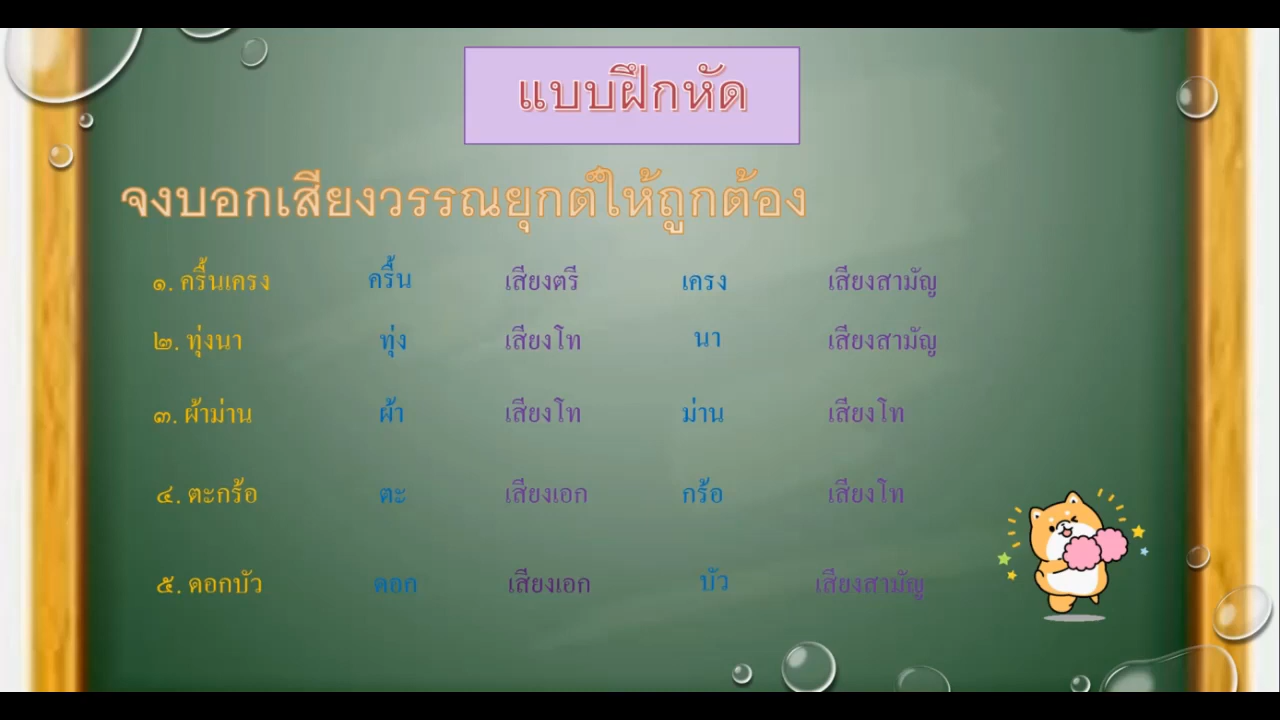 แบบฝึกหัด
จงบอกเสียงวรรณยุกต์ให้ถูกต้อง
๑. ครื้นเครง ครื้น เสียงตรี เครง เสียงสามัญ
๒. ทุ่งนา ทุ่ง เสียงโท นา เสียงสามัญ
๓. ผ้าม่าน ผ้า เสียงโท ม่าน เสียงโท
๔. ตะกร้อ ตะ เสียงเอก กร้อ เสียงโท
๕. ดอกบัว ดอก เสียงเอก บัว เสียงสามัญ